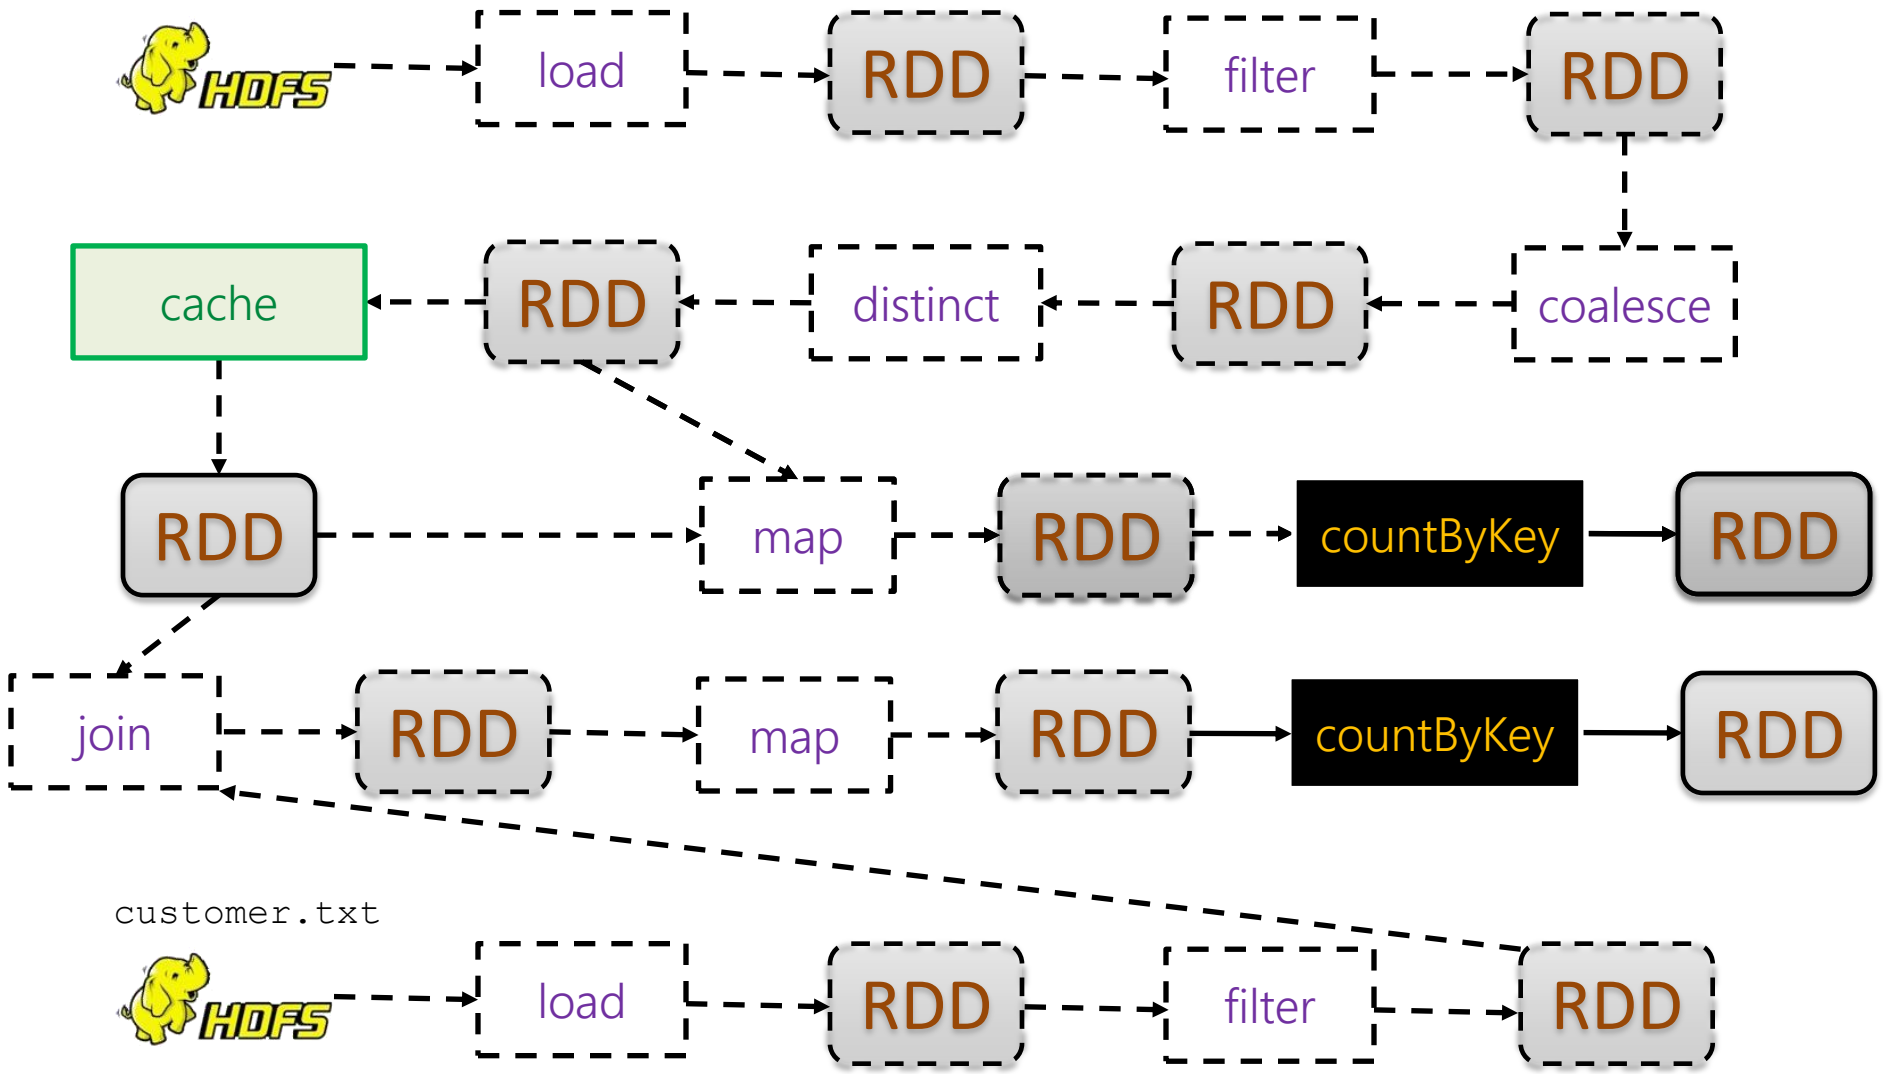 HDFS
load
RDD
filter
RDD
cache
RDD
distinct
RDD
coalesce
RDD
map
RDD
countByKey
RDD
join
RDD
map
RDD
countByKey
RDD
customer.txt
HDFS
load
RDD
filter
RDD